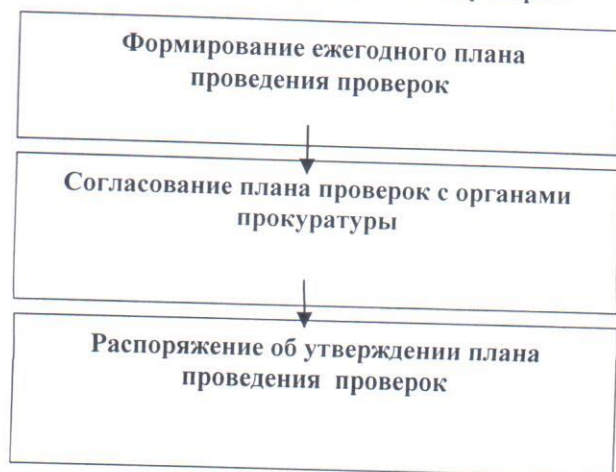 Формирование ежегодного плана
проведения проверок
Согласование плана проверок с органами
прокуратуры
Распоряжение об утверждении плана
проведения проверок